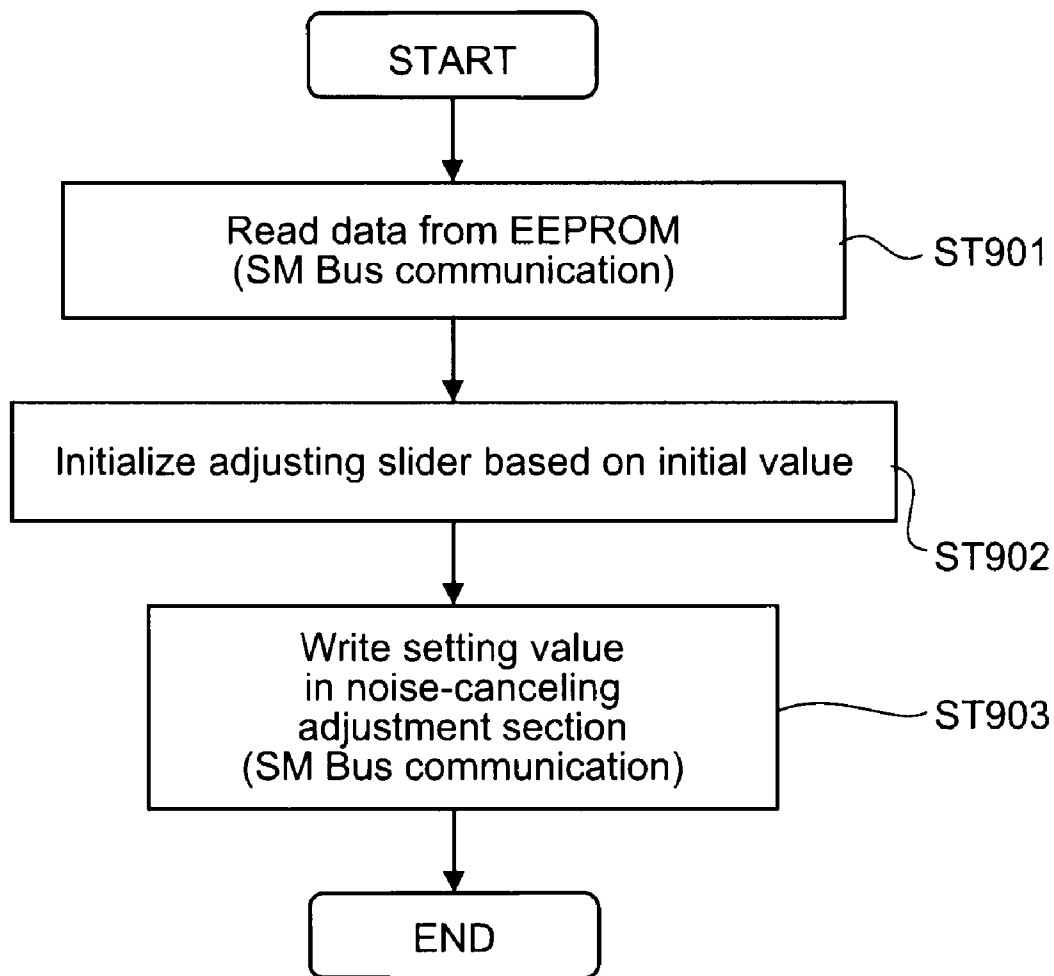 START
Read data from EEPROM
(SM Bus communication)
ST901
Initialize adjusting slider based on initial value
ST902
Write setting value
in noise-canceling
adjustment section
(SM Bus communication)
ST903
END